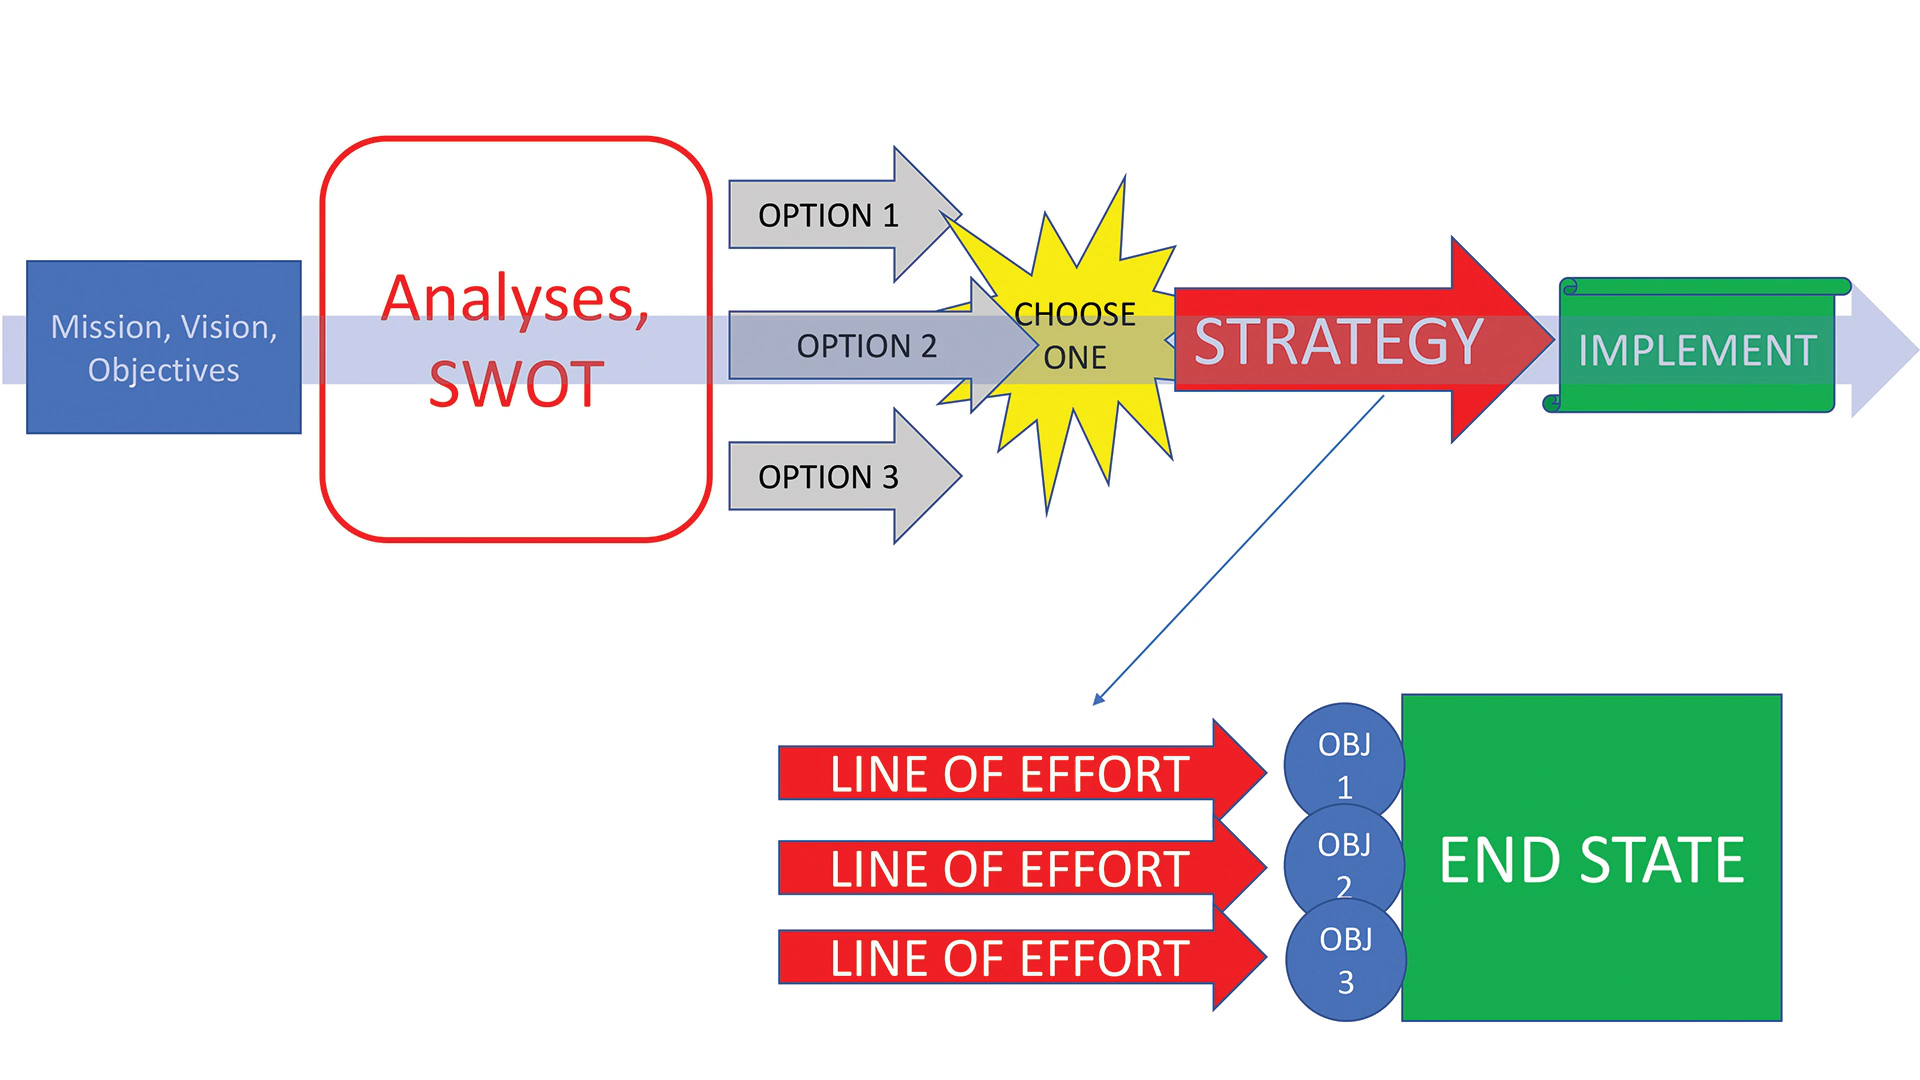 Mission, Vision,
Objectives
Analyses,
SWOT
OPTION 1
OPTION 2
OPTION 3
CHOOSE
ONE
STRATEGY
IMPLEMENT
LINE OF EFFORT
OBJ
1
LINE OF EFFORT
OBJ
2
LINE OF EFFORT
OBJ
3
END STATE